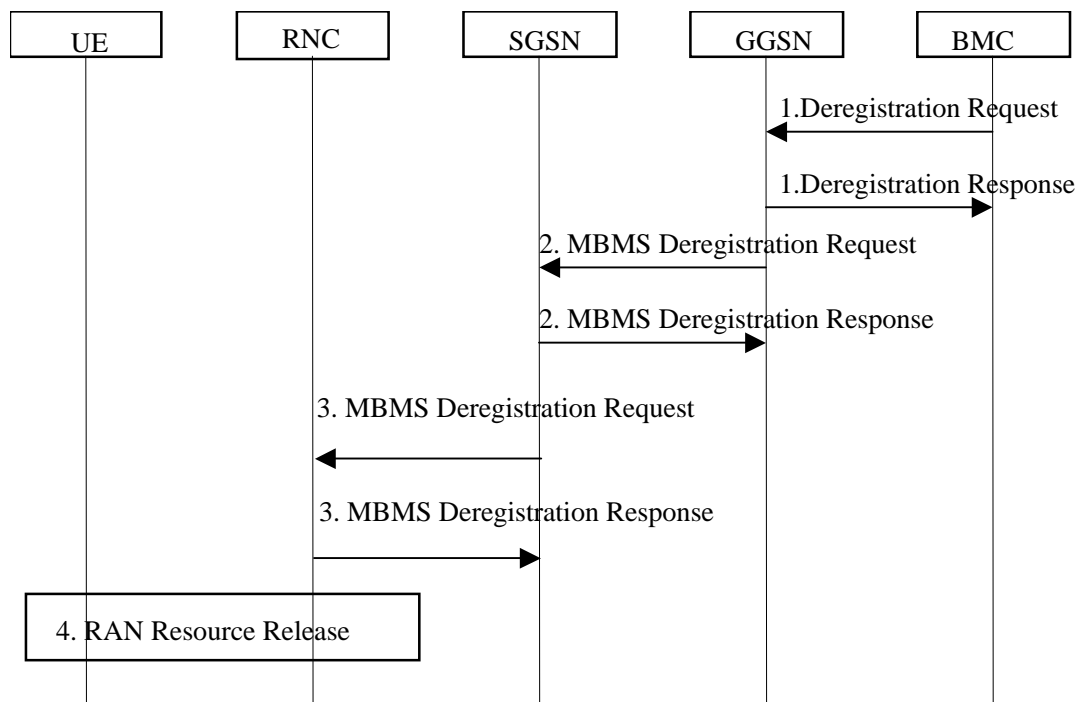 UE RNC SGSN GGSN BMC
1.Deregistration Request
1.Deregistration Response
2. MBMS Deregistration Request
2. MBMS Deregistration Response
3. MBMS Deregistration Request
3. MBMS Deregistration Response
4. RAN Resource Release